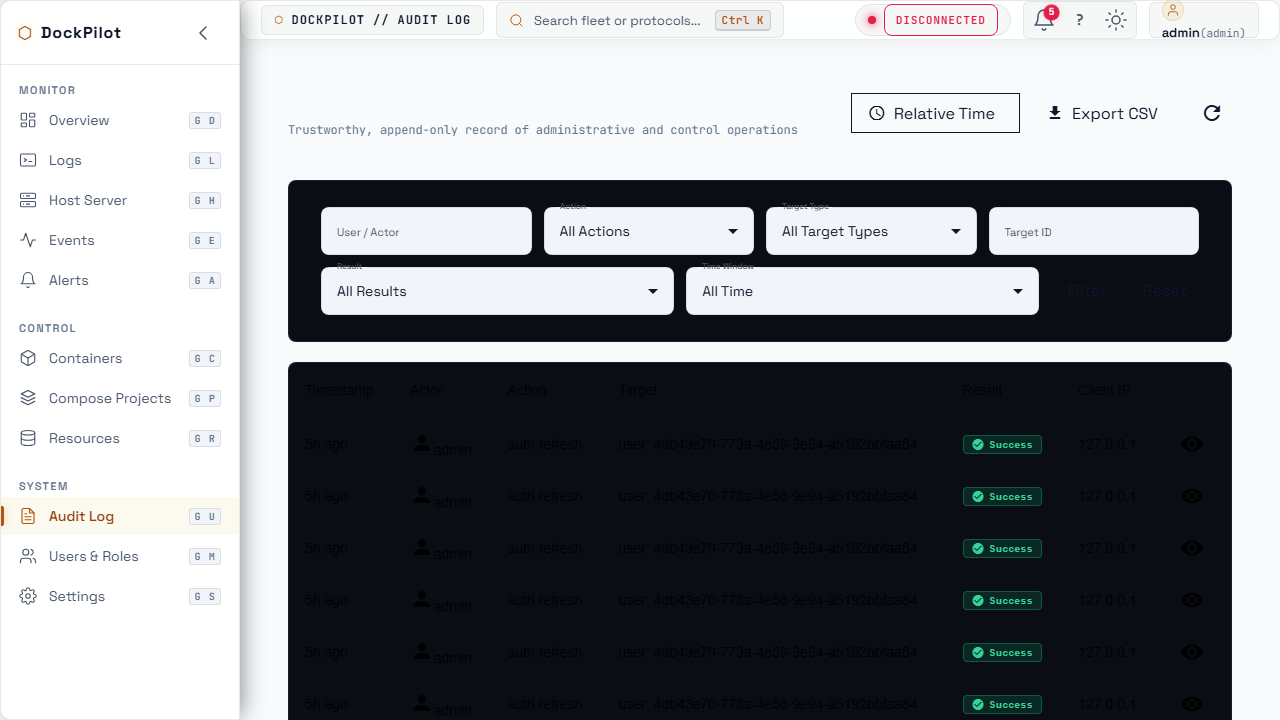 DockPilot
DOCKPILOT // AUDIT LOG
Search fleet or protocols... Ctrl K
DISCONNECTED
5
?
admin(admin)
MONITOR
Overview G D
Logs G L
Host Server G H
Events G E
Alerts G A
CONTROL
Containers G C
Compose Projects G P
Resources G R
SYSTEM
Audit Log G U
Users & Roles G M
Settings G S
Trustworthy, append-only record of administrative and control operations
Relative Time
Export CSV
User / Actor
Action
All Actions
Target Type
All Target Types
Target ID
Result
All Results
Time Window
All Time
Filter
Reset
Timestamp Actor Action Target Result Client IP
5h ago admin auth.refresh user: 4db43e70-773a-4e58-9e94-a5192bbfaa84 Success 127.0.0.1
5h ago admin auth.refresh user: 4db43e70-773a-4e58-9e94-a5192bbfaa84 Success 127.0.0.1
5h ago admin auth.refresh user: 4db43e70-773a-4e58-9e94-a5192bbfaa84 Success 127.0.0.1
5h ago admin auth.refresh user: 4db43e70-773a-4e58-9e94-a5192bbfaa84 Success 127.0.0.1
5h ago admin auth.refresh user: 4db43e70-773a-4e58-9e94-a5192bbfaa84 Success 127.0.0.1
5h ago admin auth.refresh user: 4db43e70-773a-4e58-9e94-a5192bbfaa84 Success 127.0.0.1